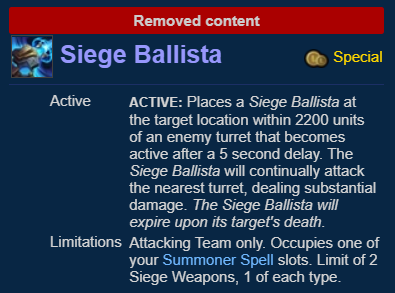 Removed content
Siege Ballista
Special
Active
ACTIVE: Places a Siege Ballista at
the target location within 2200 units
of an enemy turret that becomes
active after a 5 second delay. The
Siege Ballista will continually attack
the nearest turret, dealing substantial
damage. The Siege Ballista will
expire upon its target's death.
Limitations
Attacking Team only. Occupies one of
your Summoner Spell slots. Limit of 2
Siege Weapons, 1 of each type.